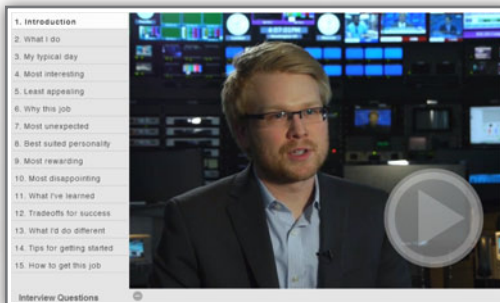 1. Introduction
2. What I do
3. My typical day
4. Most interesting
5. Least appealing
6. Why this job
7. Most unexpected
8. Best suited personality
9. Most rewarding
10. Most disappointing
11. What I've learned
12. Tradeoffs for success
13. What I'd do different
14. Tips for getting started
15. How to get this job
Interview Questions